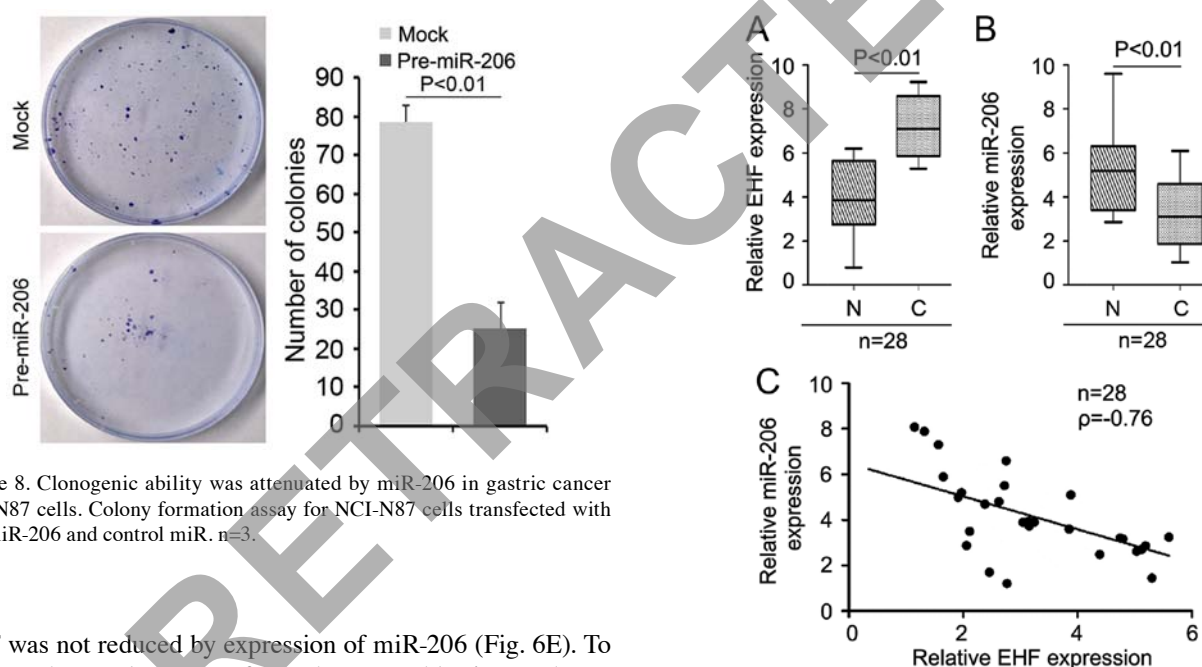 Mock
Pre-miR-206
Mock
Pre-miR-206
P<0.01
Number of colonies
90
80
70
60
50
40
30
20
10
0
e 8. Clonogenic ability was attenuated by miR-206 in gastric cancer
N87 cells. Colony formation assay for NCI-N87 cells transfected with
iR-206 and control miR. n=3.
was not reduced by expression of miR-206 (Fig. 6E). To
A
P<0.01
Relative EHF expression
10
8
6
4
2
0
N C
n=28
B
P<0.01
Relative miR-206
expression
10
8
6
4
2
0
N C
n=28
C
n=28
ρ=-0.76
Relative miR-206
expression
10
8
6
4
2
0
0 2 4 6
Relative EHF expression
RETRACTE